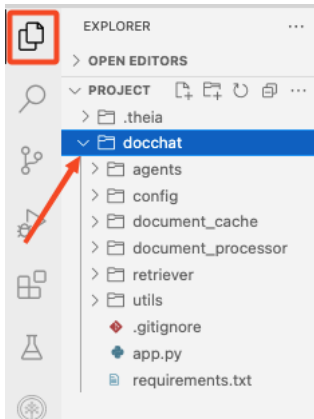 EXPLORER
OPEN EDITORS
PROJECT
.theia
docchat
agents
config
document_cache
document_processor
retriever
utils
.gitignore
app.py
requirements.txt